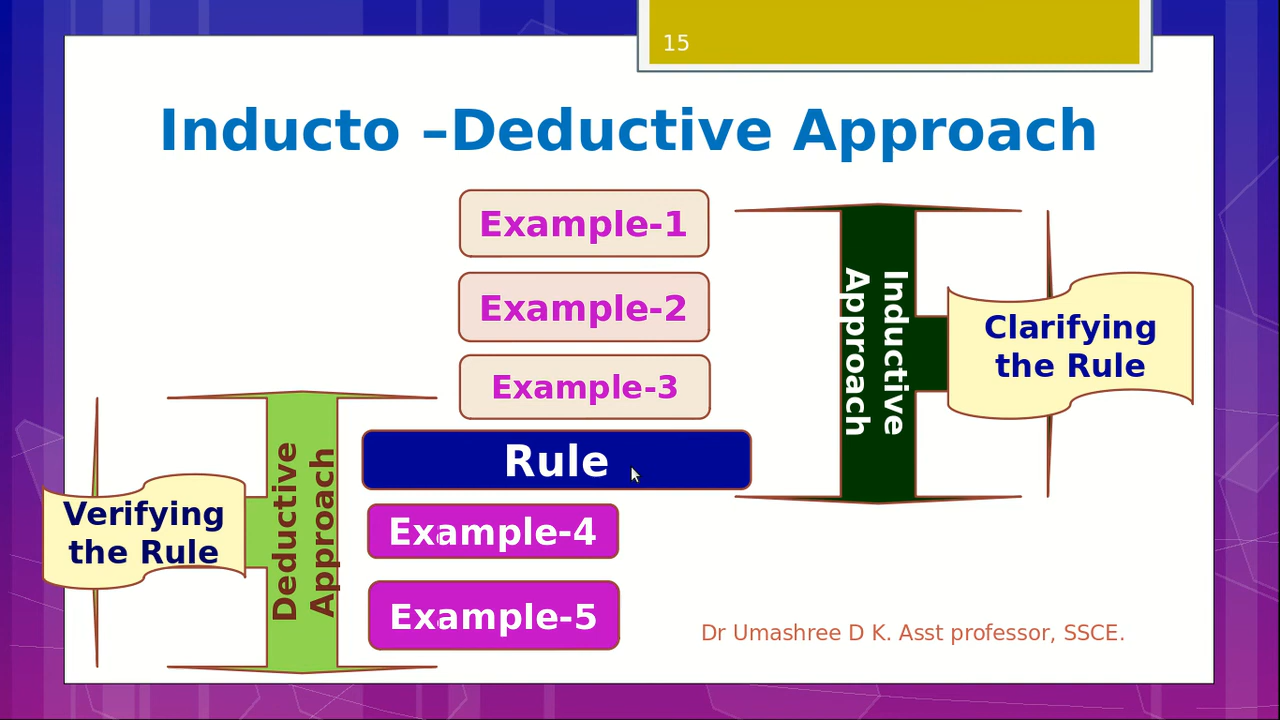 15
Inducto –Deductive Approach
Example-1
Example-2
Example-3
Inductive
Approach
Clarifying
the Rule
Rule
Deductive
Approach
Verifying
the Rule
Example-4
Example-5
Dr Umashree D K. Asst professor, SSCE.